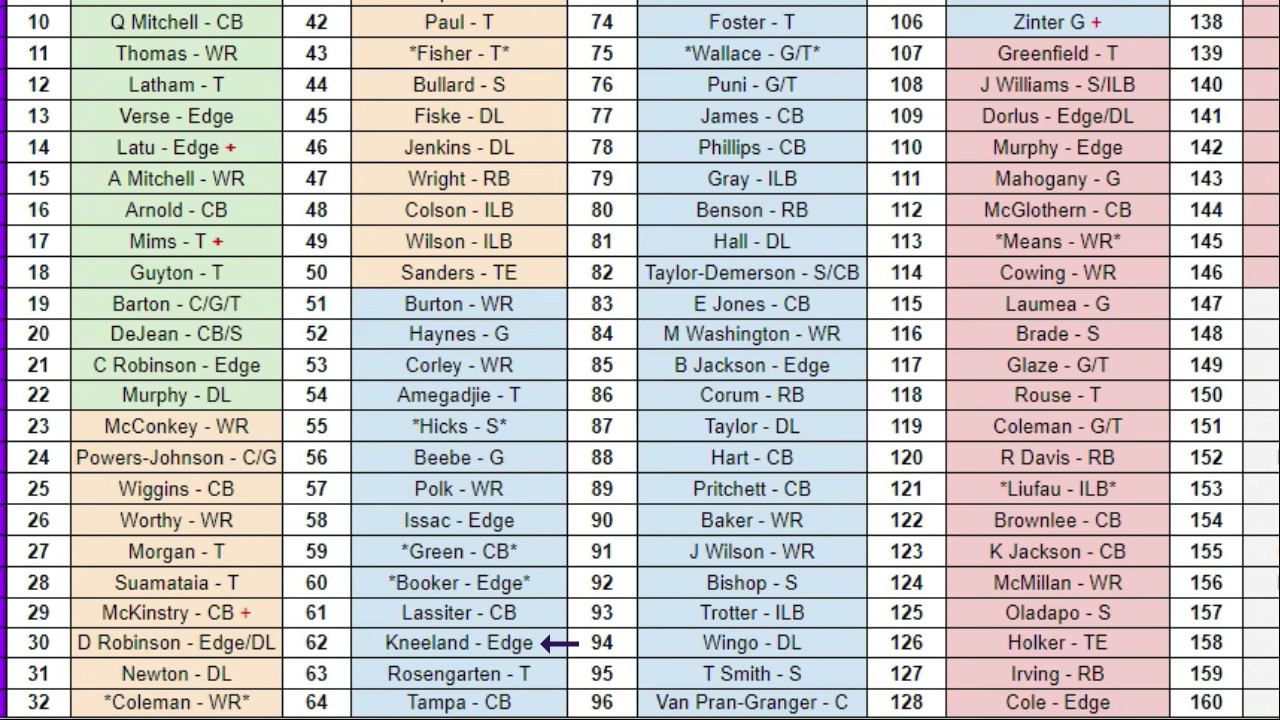 10 Q Mitchell - CB 42 Paul - T 74 Foster - T 106 Zinter G + 138
11 Thomas - WR 43 *Fisher - T* 75 *Wallace - G/T* 107 Greenfield - T 139
12 Latham - T 44 Bullard - S 76 Puni - G/T 108 J Williams - S/ILB 140
13 Verse - Edge 45 Fiske - DL 77 James - CB 109 Dorlus - Edge/DL 141
14 Latu - Edge + 46 Jenkins - DL 78 Phillips - CB 110 Murphy - Edge 142
15 A Mitchell - WR 47 Wright - RB 79 Gray - ILB 111 Mahogany - G 143
16 Arnold - CB 48 Colson - ILB 80 Benson - RB 112 McGlothern - CB 144
17 Mims - T + 49 Wilson - ILB 81 Hall - DL 113 *Means - WR* 145
18 Guyton - T 50 Sanders - TE 82 Taylor-Demerson - S/CB 114 Cowing - WR 146
19 Barton - C/G/T 51 Burton - WR 83 E Jones - CB 115 Laumea - G 147
20 DeJean - CB/S 52 Haynes - G 84 M Washington - WR 116 Brade - S 148
21 C Robinson - Edge 53 Corley - WR 85 B Jackson - Edge 117 Glaze - G/T 149
22 Murphy - DL 54 Amegadjie - T 86 Corum - RB 118 Rouse - T 150
23 McConkey - WR 55 *Hicks - S* 87 Taylor - DL 119 Coleman - G/T 151
24 Powers-Johnson - C/G 56 Beebe - G 88 Hart - CB 120 R Davis - RB 152
25 Wiggins - CB 57 Polk - WR 89 Pritchett - CB 121 *Liufau - ILB* 153
26 Worthy - WR 58 Issac - Edge 90 Baker - WR 122 Brownlee - CB 154
27 Morgan - T 59 *Green - CB* 91 J Wilson - WR 123 K Jackson - CB 155
28 Suamataia - T 60 *Booker - Edge* 92 Bishop - S 124 McMillan - WR 156
29 McKinstry - CB + 61 Lassiter - CB 93 Trotter - ILB 125 Oladapo - S 157
30 D Robinson - Edge/DL 62 Kneeland - Edge 94 Wingo - DL 126 Holker - TE 158
31 Newton - DL 63 Rosengarten - T 95 T Smith - S 127 Irving - RB 159
32 *Coleman - WR* 64 Tampa - CB 96 Van Pran-Granger - C 128 Cole - Edge 160